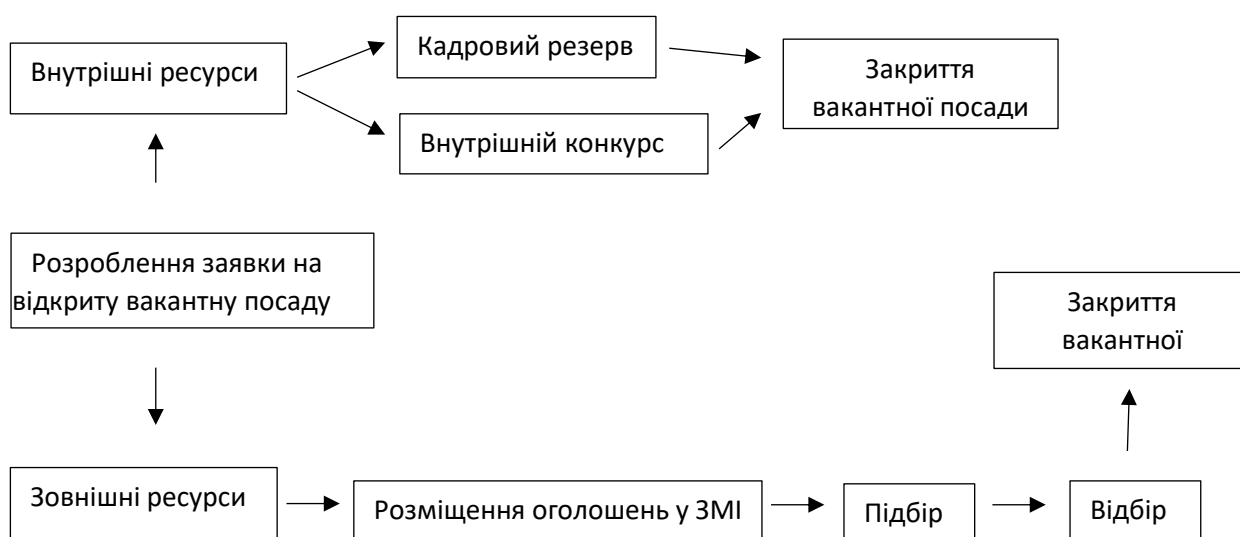 Внутрішні ресурси
Кадровий резерв
Внутрішній конкурс
Закриття
вакантної посади
Розроблення заявки на
відкриту вакантну посаду
Закриття
вакантної
Зовнішні ресурси
Розміщення оголошень у ЗМІ
Підбір
Відбір